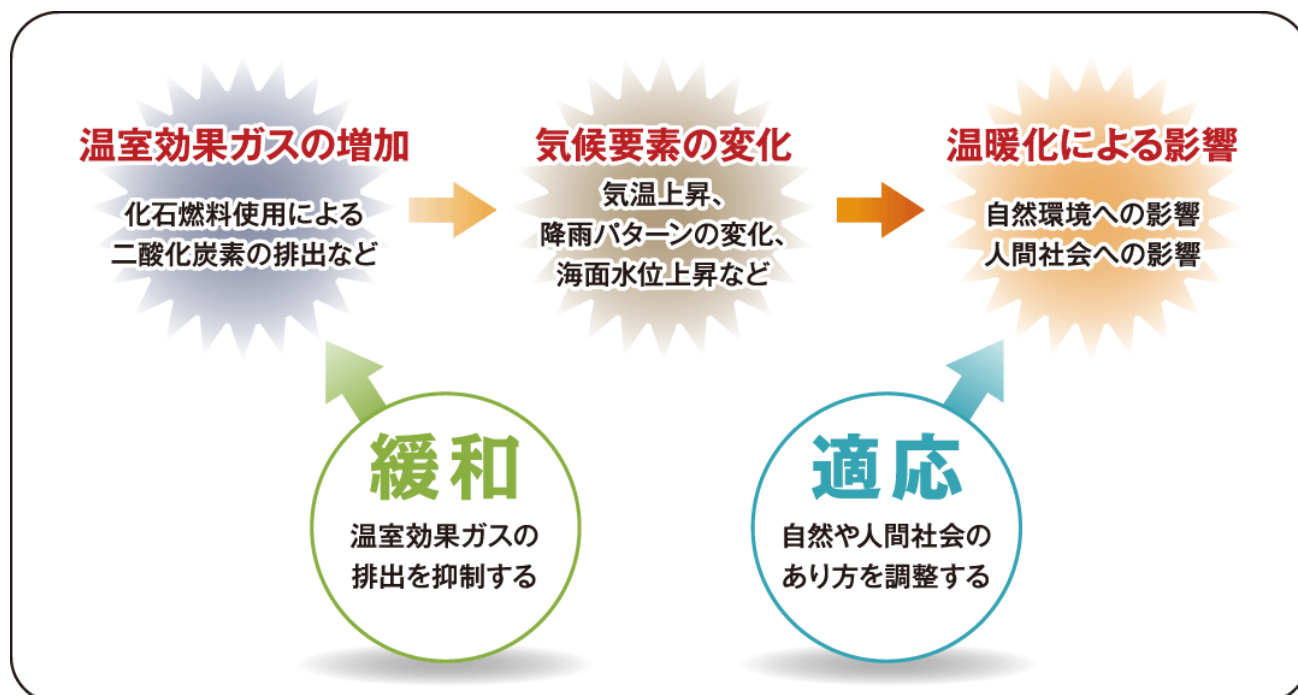 温室効果ガスの増加
化石燃料使用による
二酸化炭素の排出など
気候要素の変化
気温上昇、
降雨パターンの変化、
海面水位上昇など
温暖化による影響
自然環境への影響
人間社会への影響
緩和
温室効果ガスの
排出を抑制する
適応
自然や人間社会の
あり方を調整する